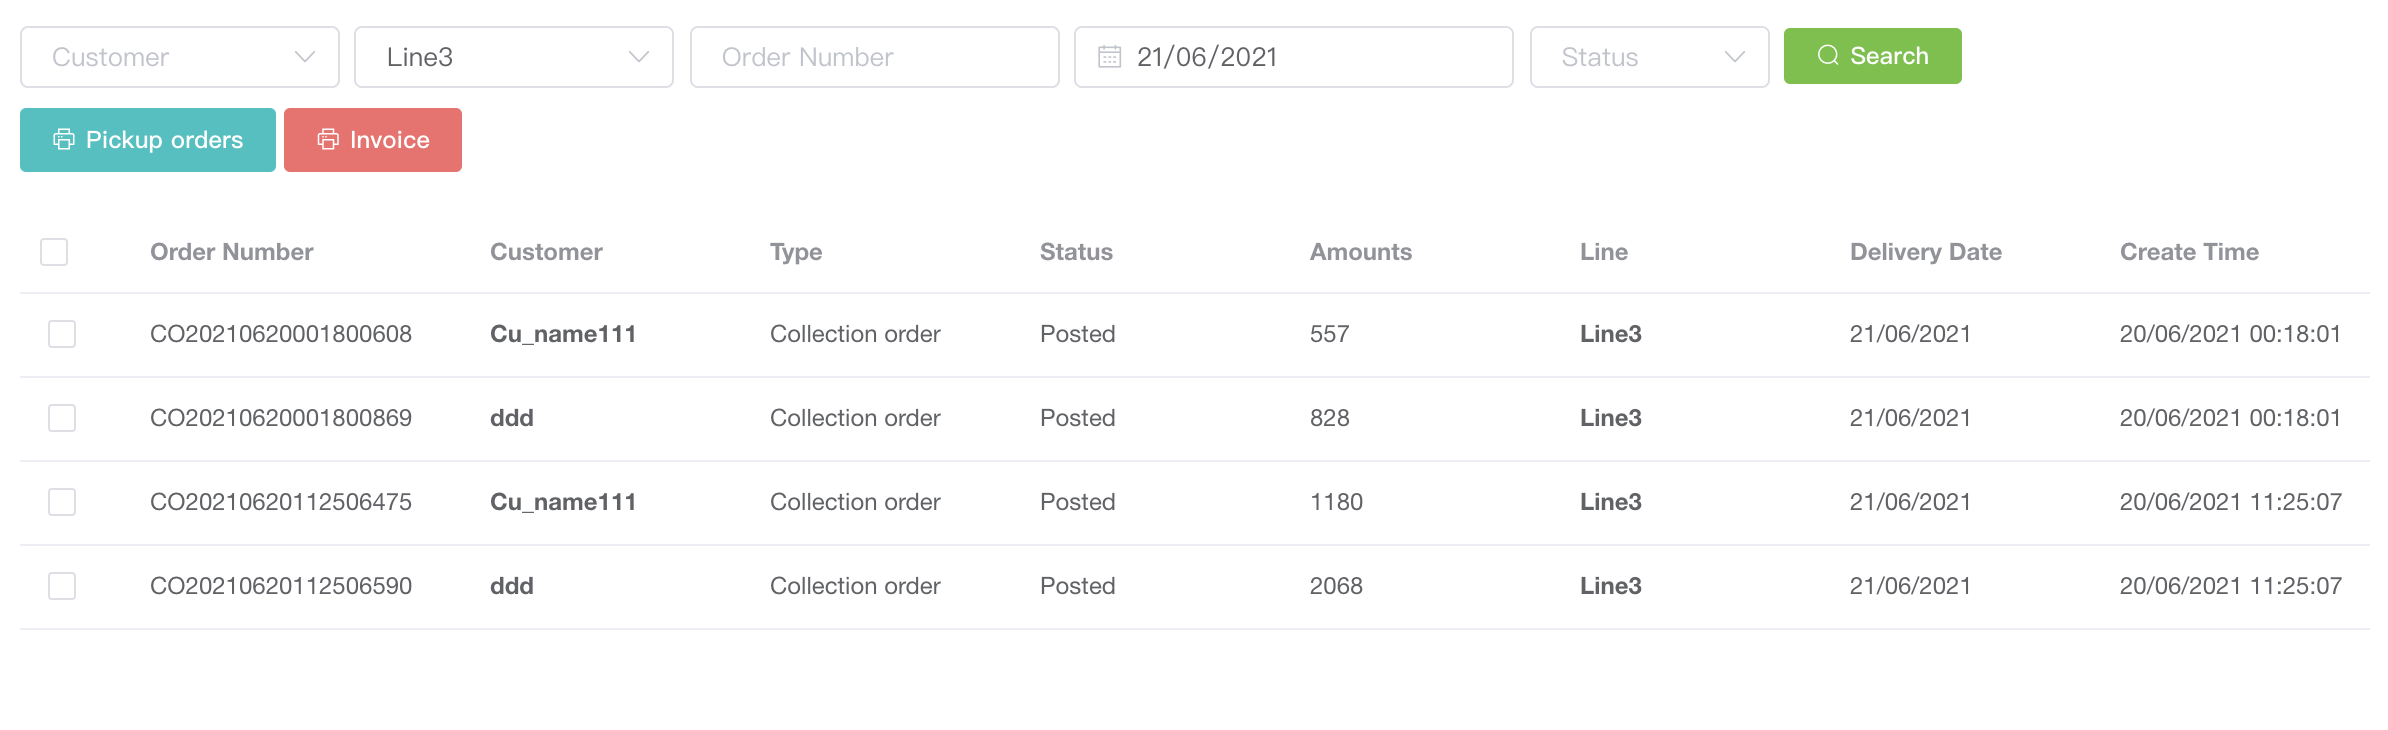 Customer Line3 Order Number 21/06/2021 Status Search
Pickup orders Invoice
Order Number Customer Type Status Amounts Line Delivery Date Create Time
CO20210620001800608 Cu_name111 Collection order Posted 557 Line3 21/06/2021 20/06/2021 00:18:01
CO20210620001800869 ddd Collection order Posted 828 Line3 21/06/2021 20/06/2021 00:18:01
CO20210620112506475 Cu_name111 Collection order Posted 1180 Line3 21/06/2021 20/06/2021 11:25:07
CO20210620112506590 ddd Collection order Posted 2068 Line3 21/06/2021 20/06/2021 11:25:07